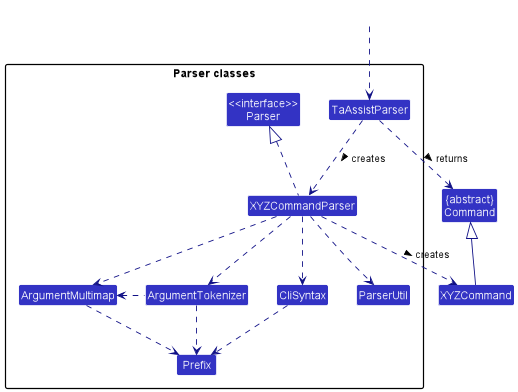 Parser classes
<<interface>>
Parser
TaAssistParser
creates
returns
XYZCommandParser
{abstract}
Command
creates
ArgumentMultimap
ArgumentTokenizer
CliSyntax
ParserUtil
XYZCommand
Prefix